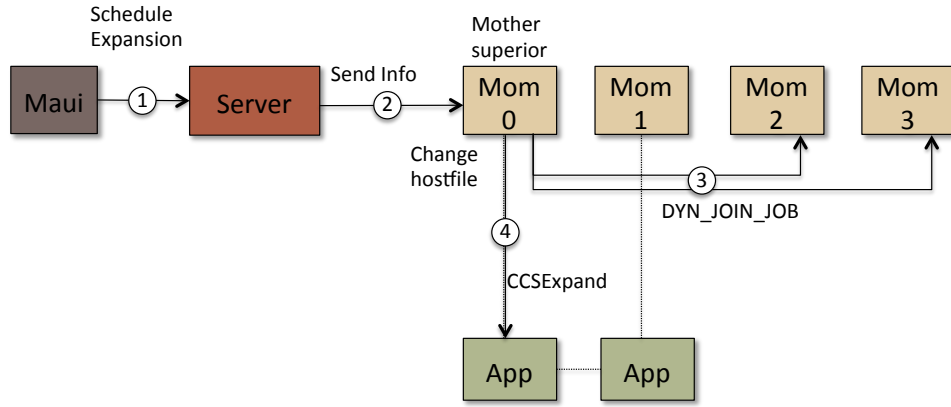 Schedule
Expansion
Mother
superior
Maui
1
Server
Send Info
2
Mom
0
Mom
1
Mom
2
Mom
3
Change
hostfile
3
DYN_JOIN_JOB
4
CCSExpand
App
App